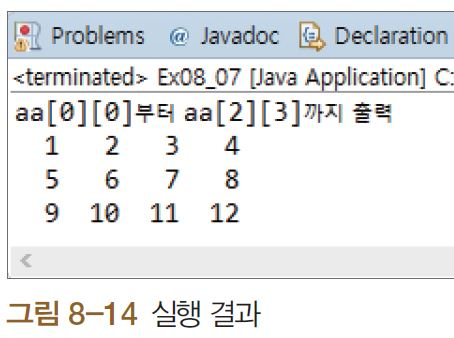 Problems @ Javadoc Declaration
<terminated> Ex08_07 [Java Application] C:
aa[0][0]부터 aa[2][3]까지 출력
1 2 3 4
5 6 7 8
9 10 11 12
그림 8-14 실행 결과